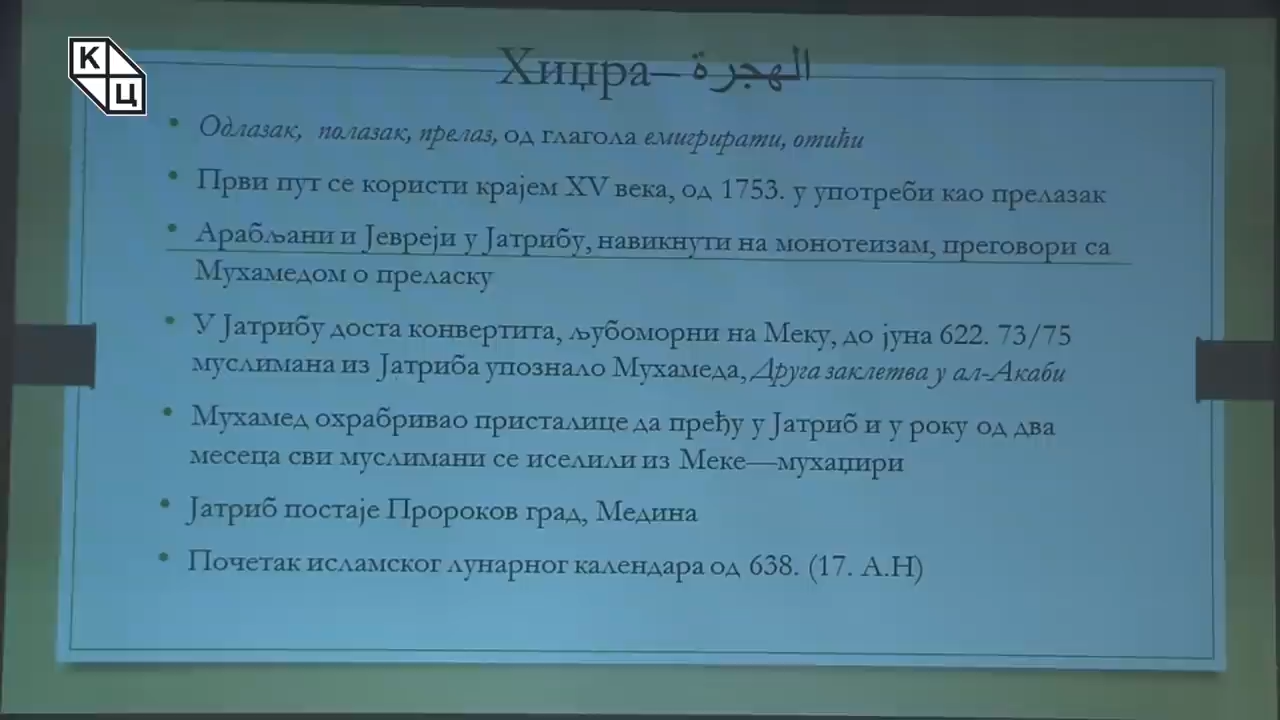 К
Ц
Хиџра– الهجرة
Одлазак, полазак, прелаз, од глагола емигрирати, отићи
Први пут се користи крајем XV века, од 1753. у употреби као прелазак
Арабљани и Јевреји у Јатрибу, навикнути на монотеизам, преговори са
Мухамедом о преласку
У Јатрибу доста конвертита, љубоморни на Меку, до јуна 622. 73/75
муслимана из Јатриба упознало Мухамеда, Друга заклетва у ал-Акаби
Мухамед охрабривао присталице да пређу у Јатриб и у року од два
месеца сви муслимани се иселили из Меке—мухаџири
Јатриб постаје Пророков град, Медина
Почетак исламског лунарног календара од 638. (17. А.Н)